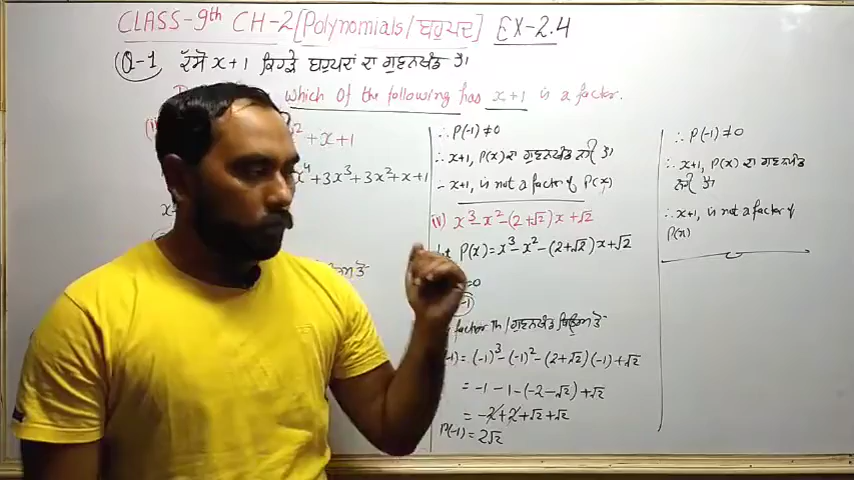 CLASS-9th CH-2[Polynomials/ਬਹੁਪਦ] EX-2.4
Q-1 ਦੱਸੋ x+1 ਕਿਹੜੇ ਬਹੁਪਦਾਂ ਦਾ ਗੁਣਨਖੰਡ ਹੈ।
which of the following has x+1 is a factor.
+x+1
x⁴+3x³+3x²+x+1
∴ P(-1) ≠0
∴ x+1, P(x) ਦਾ ਗੁਣਨਖੰਡ ਨਹੀਂ ਹੈ।
∴ x+1, is not a factor of P(x)
iv) x³-x²-(2+√2)x+√2
P(x)=x³-x²-(2+√2)x+√2
=0
-1
factor Th/ਗੁਣਨਖੰਡ ਥਿਊਰਮ ਤੋਂ
= (-1)³-(-1)²-(2+√2)(-1)+√2
= -1-1-(-2-√2)+√2
= -2+2+√2+√2
P(-1) = 2√2
∴ P(-1) ≠0
∴ x+1, P(x) ਦਾ ਗੁਣਨਖੰਡ
ਨਹੀਂ ਹੈ।
∴ x+1, is not a factor of
P(x)